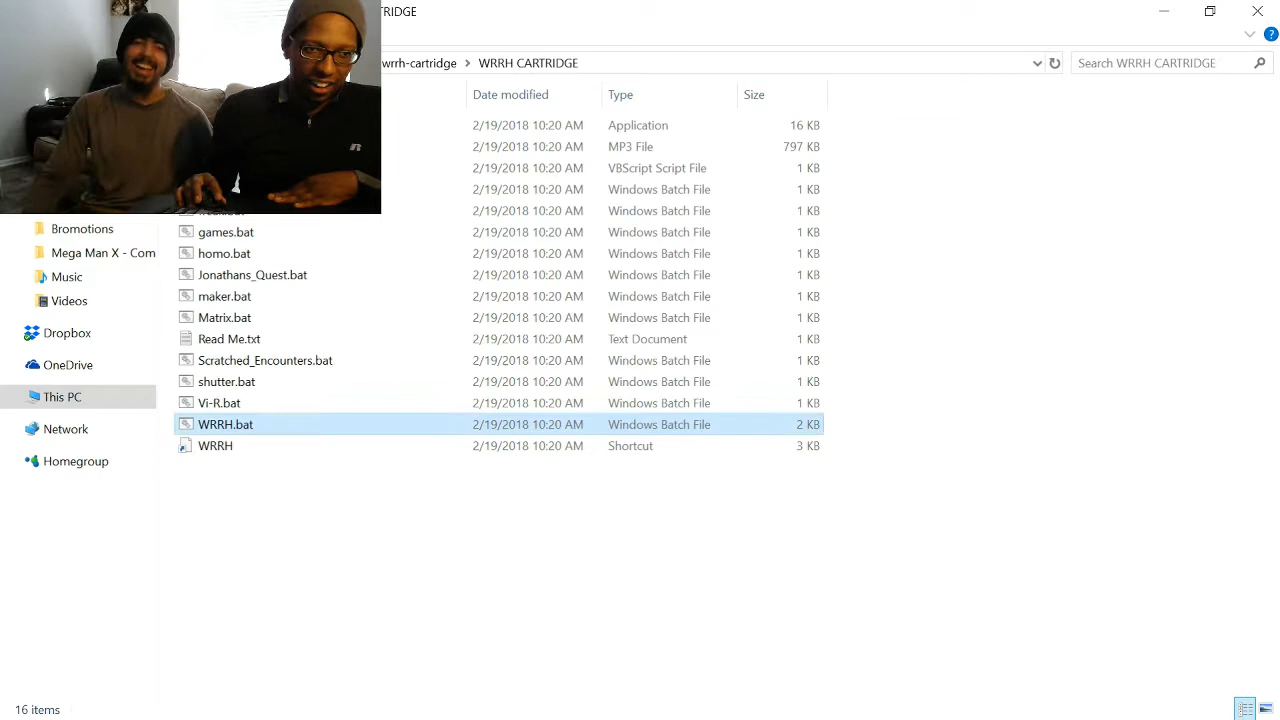 RTRIDGE
wrrh-cartridge > WRRH CARTRIDGE
Search WRRH CARTRIDGE
Date modified Type Size
2/19/2018 10:20 AM Application 16 KB
2/19/2018 10:20 AM MP3 File 797 KB
2/19/2018 10:20 AM VBScript Script File 1 KB
2/19/2018 10:20 AM Windows Batch File 1 KB
2/19/2018 10:20 AM Windows Batch File 1 KB
Bromotions
games.bat 2/19/2018 10:20 AM Windows Batch File 1 KB
Mega Man X - Com
homo.bat 2/19/2018 10:20 AM Windows Batch File 1 KB
Music
Jonathans_Quest.bat 2/19/2018 10:20 AM Windows Batch File 1 KB
Videos
maker.bat 2/19/2018 10:20 AM Windows Batch File 1 KB
Matrix.bat 2/19/2018 10:20 AM Windows Batch File 1 KB
Dropbox
Read Me.txt 2/19/2018 10:20 AM Text Document 1 KB
OneDrive
Scratched_Encounters.bat 2/19/2018 10:20 AM Windows Batch File 1 KB
shutter.bat 2/19/2018 10:20 AM Windows Batch File 1 KB
This PC
Vi-R.bat 2/19/2018 10:20 AM Windows Batch File 1 KB
Network
WRRH.bat 2/19/2018 10:20 AM Windows Batch File 2 KB
WRRH 2/19/2018 10:20 AM Shortcut 3 KB
Homegroup
16 items